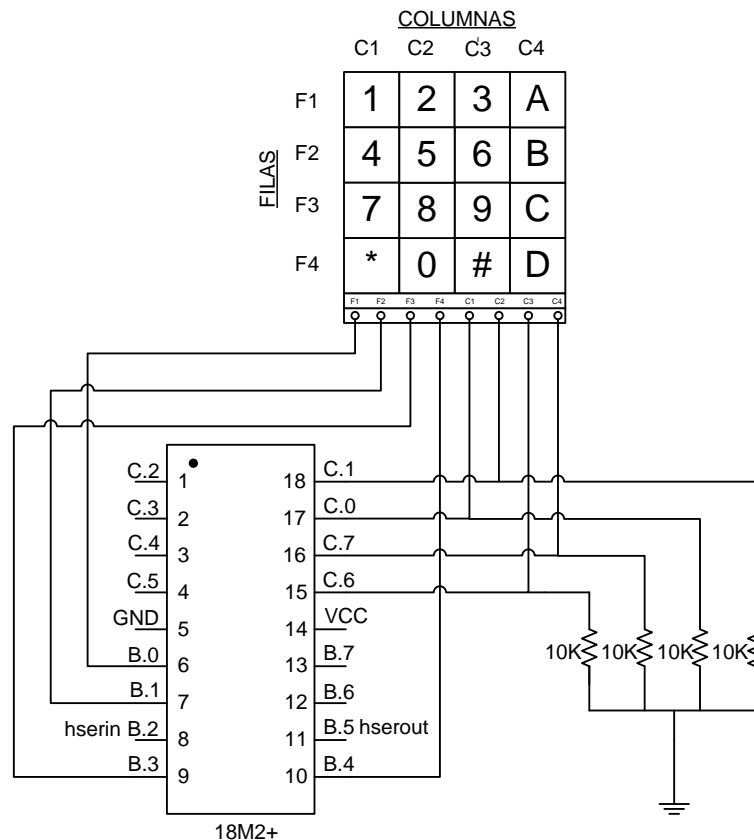 COLUMNAS
C1 C2 C3 C4
FILAS
F1 1 2 3 A
F2 4 5 6 B
F3 7 8 9 C
F4 * 0 # D
F1 F2 F3 F4 C1 C2 C3 C4
C.2 1 18 C.1
C.3 2 17 C.0
C.4 3 16 C.7
C.5 4 15 C.6
GND 5 14 VCC
B.0 6 13 B.7
B.1 7 12 B.6
hserin B.2 8 11 B.5 hserout
B.3 9 10 B.4
10K 10K 10K 10K
18M2+